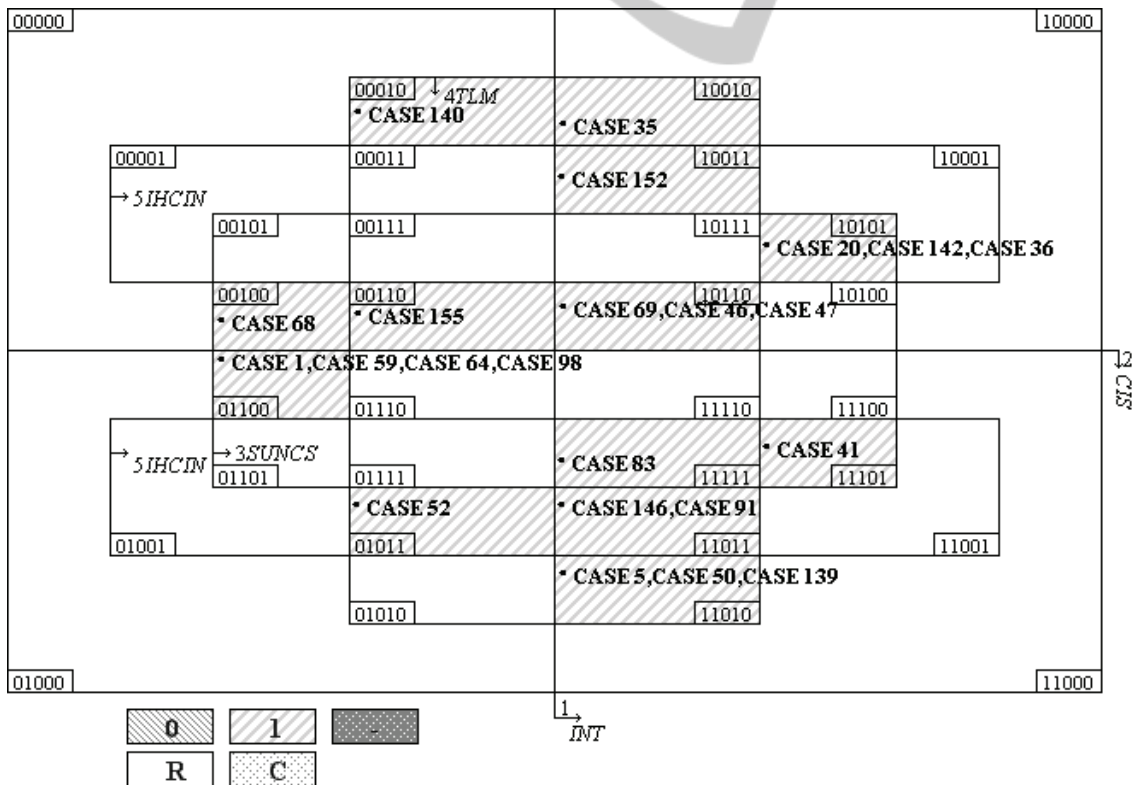 00000 10000
00010 4TLM 10010
CASE 140
CASE 35
00001 00011 10011 10001
CASE 152
5IHCIN
00101 00111 10111 10101
CASE 20,CASE 142,CASE 36
00100 00110 10110 10100
CASE 68 CASE 155 CASE 69,CASE 46,CASE 47
CASE 1,CASE 59,CASE 64,CASE 98
2
CIS
01100 01110 11110 11100
5IHCIN 3SUNCS CASE 83 CASE 41
01101 01111 11111 11101
CASE 52 CASE 146,CASE 91
01001 01011 11011 11001
CASE 5,CASE 50,CASE 139
01010 11010
01000 11000
1
INT
0 1 -
R C